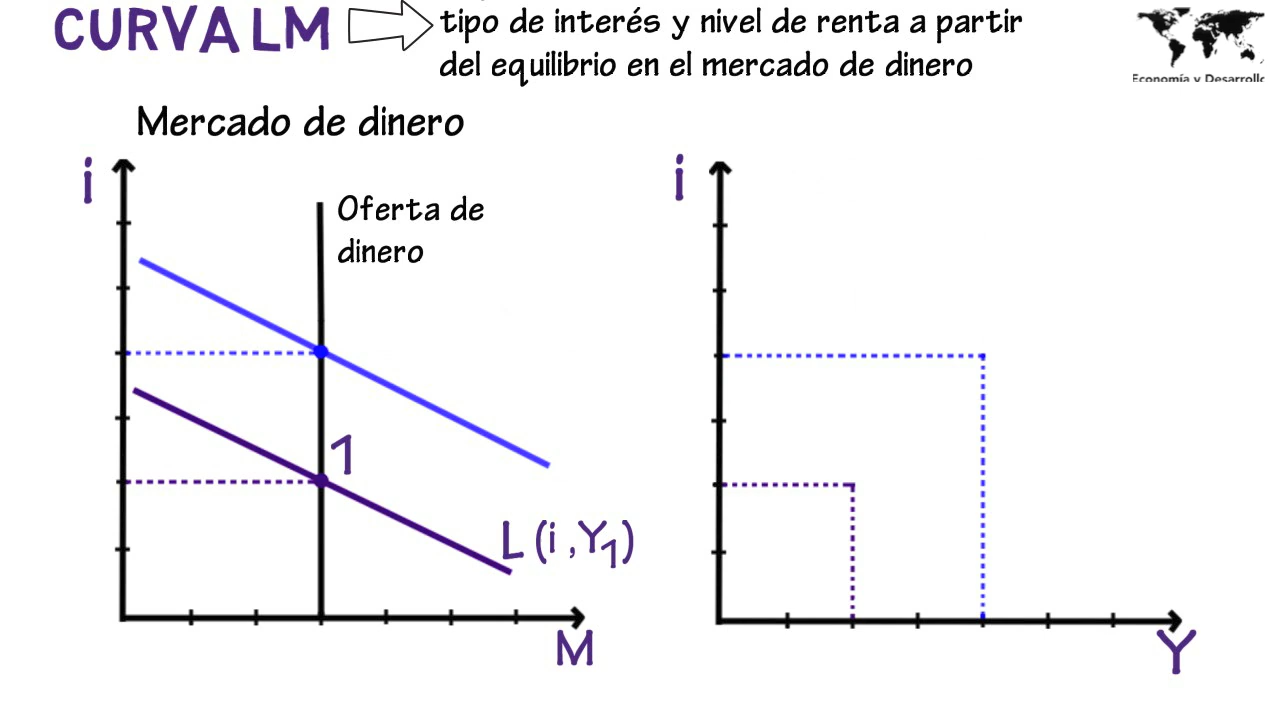 CURVA LM
tipo de interés y nivel de renta a partir
del equilibrio en el mercado de dinero
Economía y Desarrollo
Mercado de dinero
i
Oferta de
dinero
1
L (i ,Y1)
M
i
Y